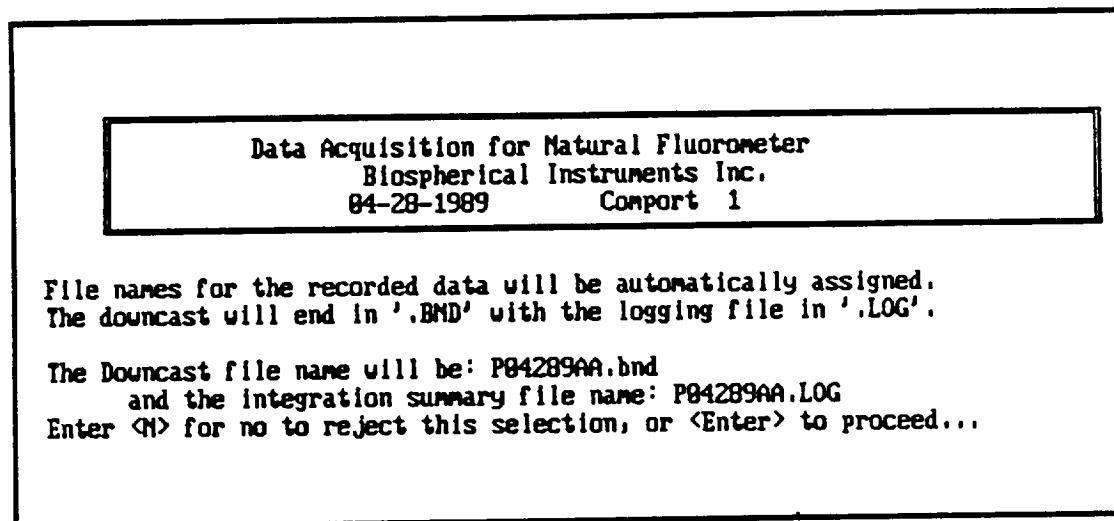 Data Acquisition for Natural Fluorometer
Biospherical Instruments Inc.
04-28-1989 Comport 1
File names for the recorded data will be automatically assigned.
The downcast will end in '.BND' with the logging file in '.LOG'.
The Downcast file name will be: P04289AA.bnd
and the integration summary file name: P04289AA.LOG
Enter <N> for no to reject this selection, or <Enter> to proceed...